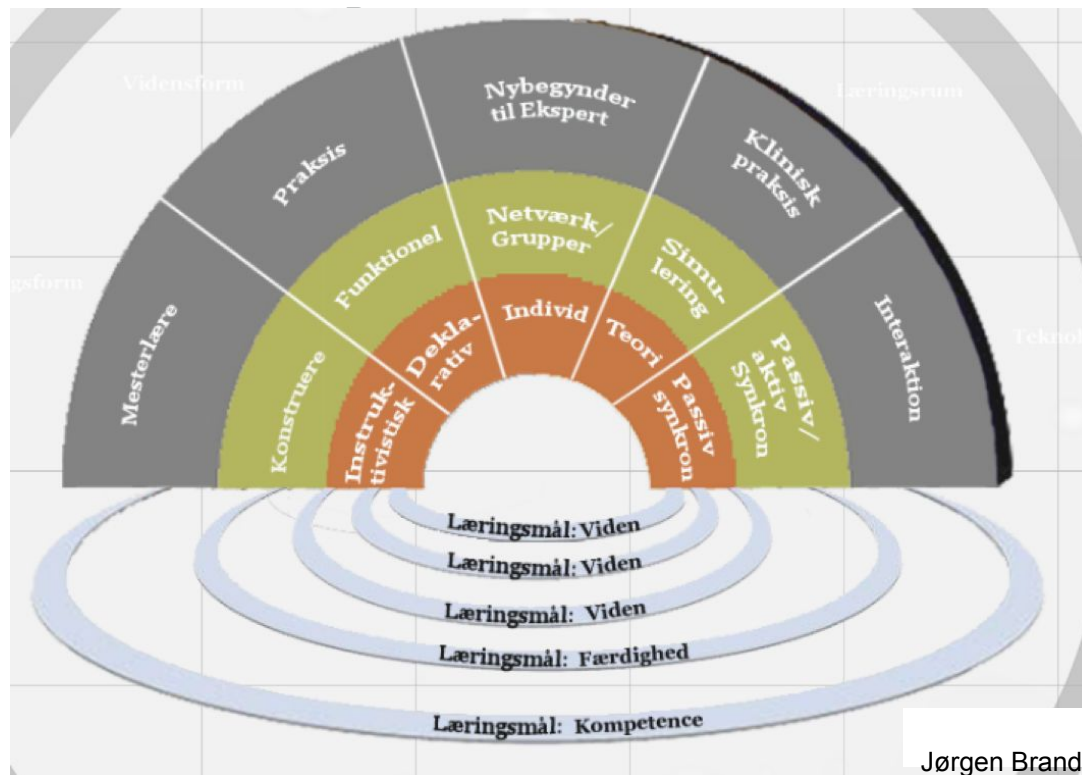 Vidensform
Læringsrum
gsform
Teknol
Mesterlære
Praksis
Nybegynder
til Ekspert
Klinisk
praksis
Interaktion
Konstruere
Funktionel
Netværk/
Grupper
Simu-
lering
Passiv/
aktiv
Synkron
Instruk-
tivistisk
Dekla-
rativ
Individ
Teori
Passiv
synkron
Læringsmål: Viden
Læringsmål: Viden
Læringsmål: Viden
Læringsmål: Færdighed
Læringsmål: Kompetence
Jørgen Brand